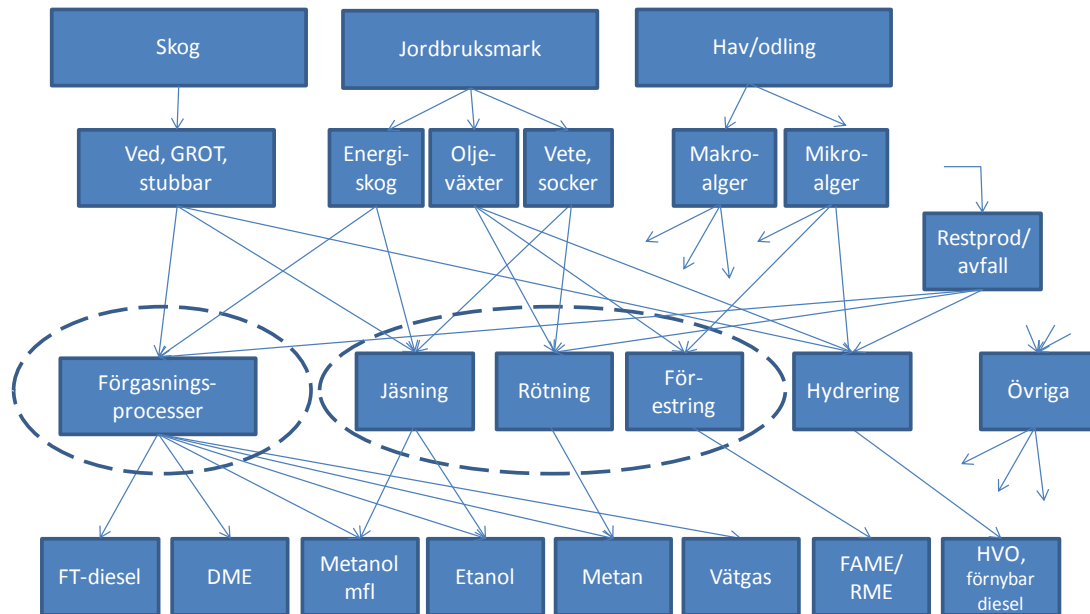 Skog
Jordbruksmark
Hav/odling
Ved, GROT,
stubbar
Energi-
skog
Olje-
växter
Vete,
socker
Makro-
alger
Mikro-
alger
Restprod/
avfall
Förgasnings-
processer
Jäsning
Rötning
För-
estring
Hydrering
Övriga
FT-diesel
DME
Metanol
mfl
Etanol
Metan
Vätgas
FAME/
RME
HVO,
förnybar
diesel